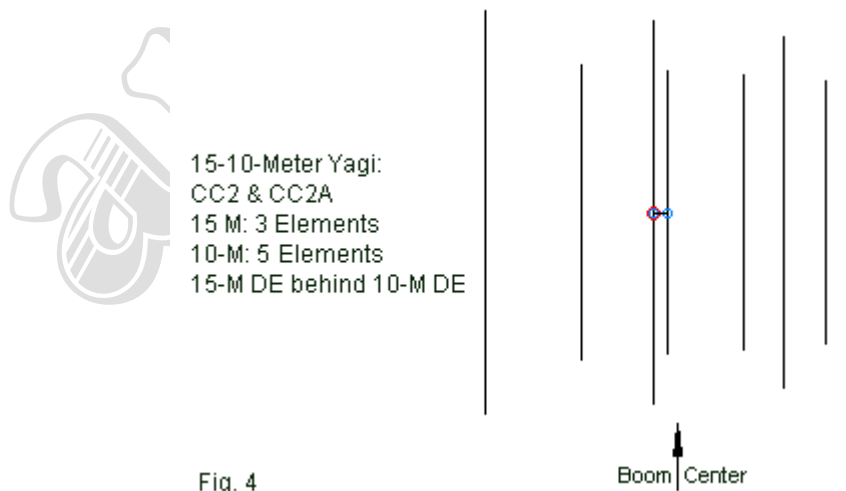 15-10-Meter Yagi:
CC2 & CC2A
15 M: 3 Elements
10-M: 5 Elements
15-M DE behind 10-M DE
Boom Center
Fig. 4